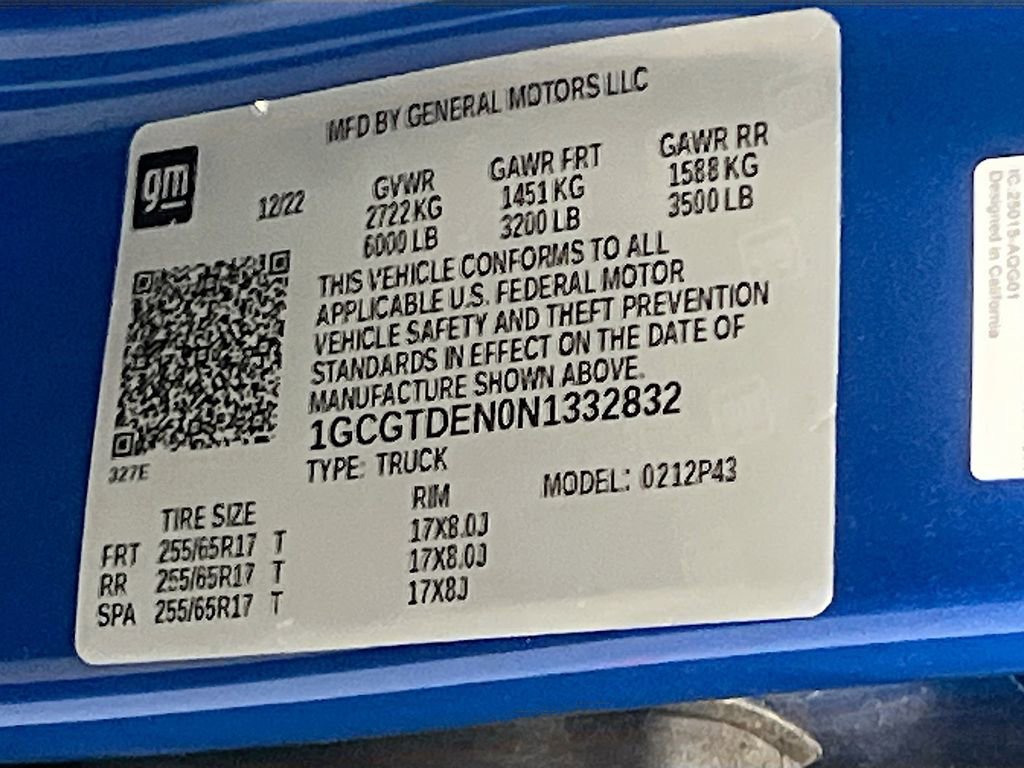 MFD BY GENERAL MOTORS LLC
gm
12/22
GVWR GAWR FRT GAWR RR
2722 KG 1451 KG 1588 KG
6000 LB 3200 LB 3500 LB
THIS VEHICLE CONFORMS TO ALL
APPLICABLE U.S. FEDERAL MOTOR
VEHICLE SAFETY AND THEFT PREVENTION
STANDARDS IN EFFECT ON THE DATE OF
MANUFACTURE SHOWN ABOVE.
1GCGTDEN0N1332832
327E
TYPE: TRUCK MODEL: 0212P43
TIRE SIZE RIM
FRT 255/65R17 T 17X8.0J
RR 255/65R17 T 17X8.0J
SPA 255/65R17 T 17X8J
Designed in California